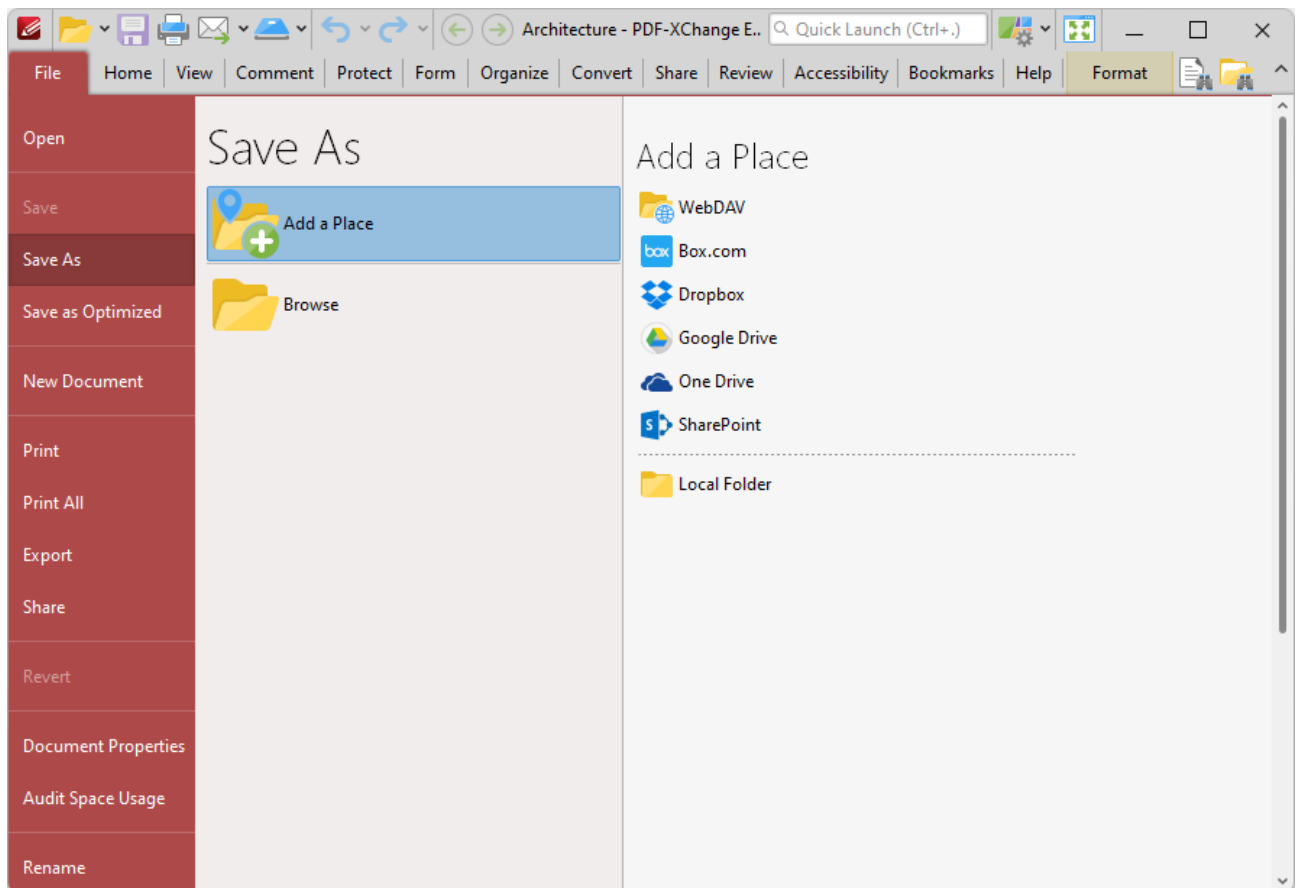 Architecture - PDF-XChange E..
Quick Launch (Ctrl+.)
File Home View Comment Protect Form Organize Convert Share Review Accessibility Bookmarks Help Format
Open
Save
Save As
Save as Optimized
New Document
Print
Print All
Export
Share
Revert
Document Properties
Audit Space Usage
Rename
Save As
Add a Place
Browse
Add a Place
WebDAV
box Box.com
Dropbox
Google Drive
One Drive
S SharePoint
Local Folder